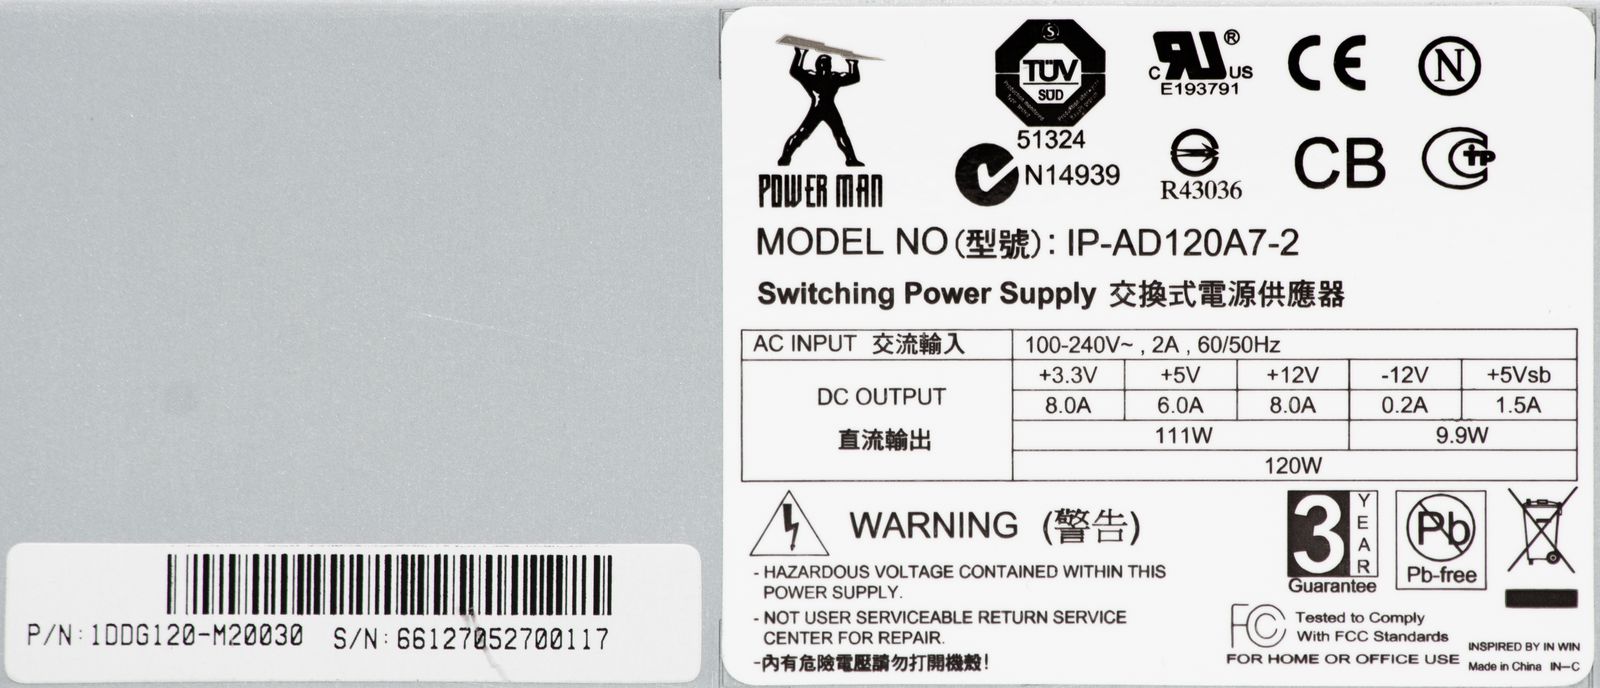 P/N:1DDG120-M20030 S/N:66127052700117
POWER MAN
TÜV
SÜD
51324
N14939
C UR US ®
E193791
CE
N
R43036
CB
MODEL NO(型號): IP-AD120A7-2
Switching Power Supply 交換式電源供應器
AC INPUT 交流輸入 100-240V~ , 2A , 60/50Hz
DC OUTPUT
直流輸出
+3.3V +5V +12V -12V +5Vsb
8.0A 6.0A 8.0A 0.2A 1.5A
111W 9.9W
120W
WARNING (警告)
- HAZARDOUS VOLTAGE CONTAINED WITHIN THIS
POWER SUPPLY.
- NOT USER SERVICEABLE RETURN SERVICE
CENTER FOR REPAIR.
-內有危險電壓請勿打開機殼!
3 YEAR
Guarantee
Pb
Pb-free
FC Tested to Comply
With FCC Standards
FOR HOME OR OFFICE USE
INSPIRED BY IN WIN
Made in China IN-C